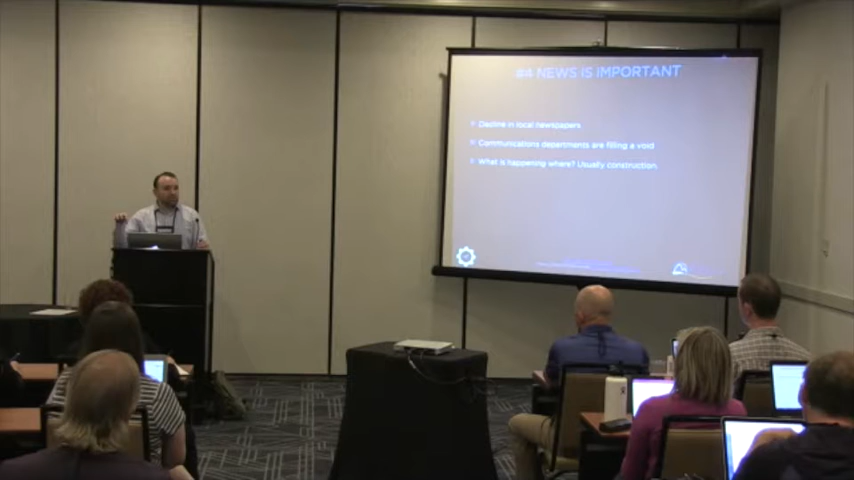 #4 NEWS IS IMPORTANT
Decline in local newspapers
Communications departments are filling a void
What is happening where? Usually construction.